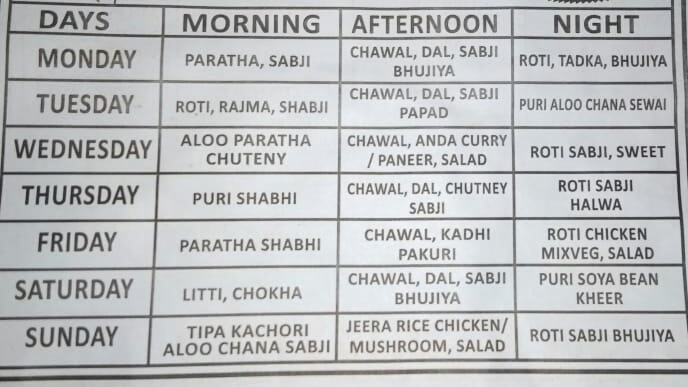 DAYS MORNING AFTERNOON NIGHT
MONDAY PARATHA, SABJI CHAWAL, DAL, SABJI BHUJIYA ROTI, TADKA, BHUJIYA
TUESDAY ROTI, RAJMA, SHABJI CHAWAL, DAL, SABJI PAPAD PURI ALOO CHANA SEWAI
WEDNESDAY ALOO PARATHA CHUTENY CHAWAL, ANDA CURRY / PANEER, SALAD ROTI SABJI, SWEET
THURSDAY PURI SHABHI CHAWAL, DAL, CHUTNEY SABJI ROTI SABJI HALWA
FRIDAY PARATHA SHABHI CHAWAL, KADHI PAKURI ROTI CHICKEN MIXVEG, SALAD
SATURDAY LITTI, CHOKHA CHAWAL, DAL, SABJI BHUJIYA PURI SOYA BEAN KHEER
SUNDAY TIPA KACHORI ALOO CHANA SABJI JEERA RICE CHICKEN/ MUSHROOM, SALAD ROTI SABJI BHUJIYA